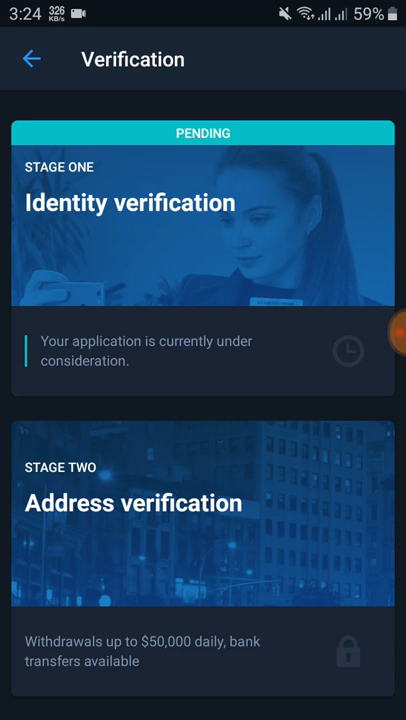 3:24 326 KB/s 59%
Verification
PENDING
STAGE ONE
Identity verification
Your application is currently under
consideration.
STAGE TWO
Address verification
Withdrawals up to $50,000 daily, bank
transfers available